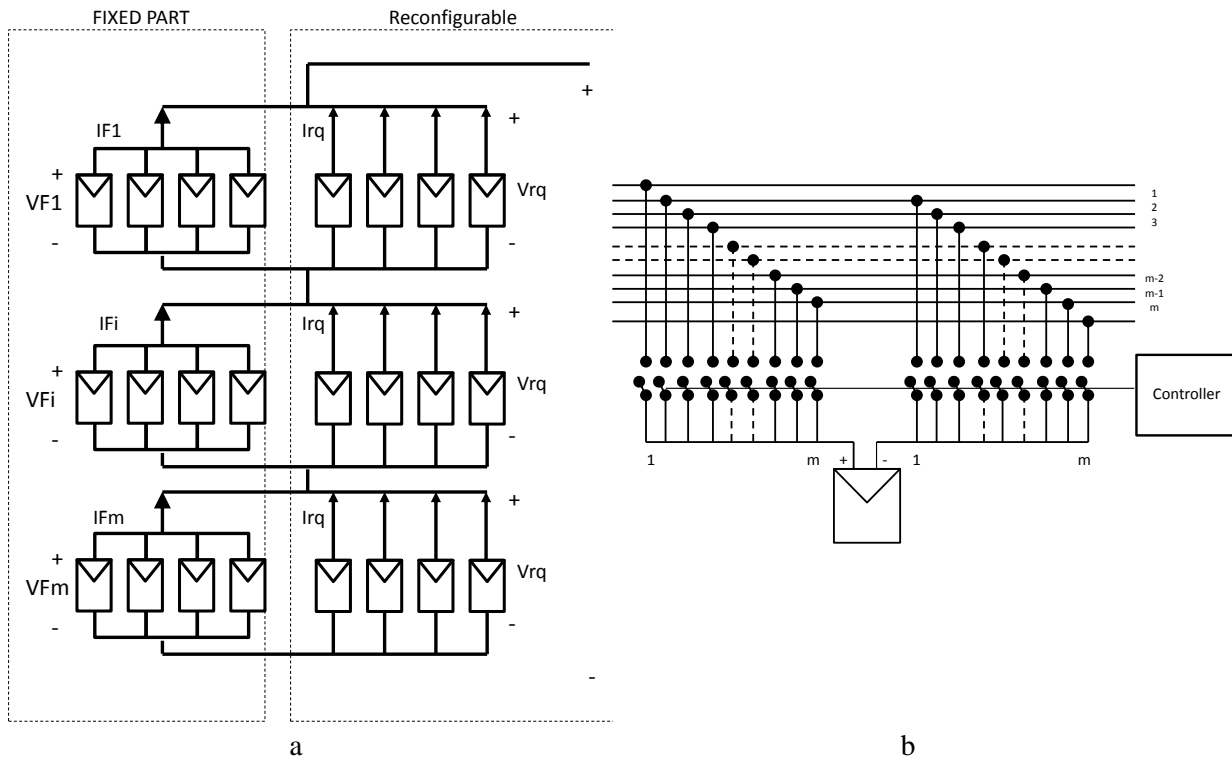 FIXED PART
Reconfigurable
+
IF1
Irq
+
+
VF1
Vrq
-
-
IFi
Irq
+
+
VFi
Vrq
-
-
IFm
Irq
+
+
VFm
Vrq
-
-
-
a
1
2
3
m-2
m-1
m
Controller
1
m
+
-
1
m
b